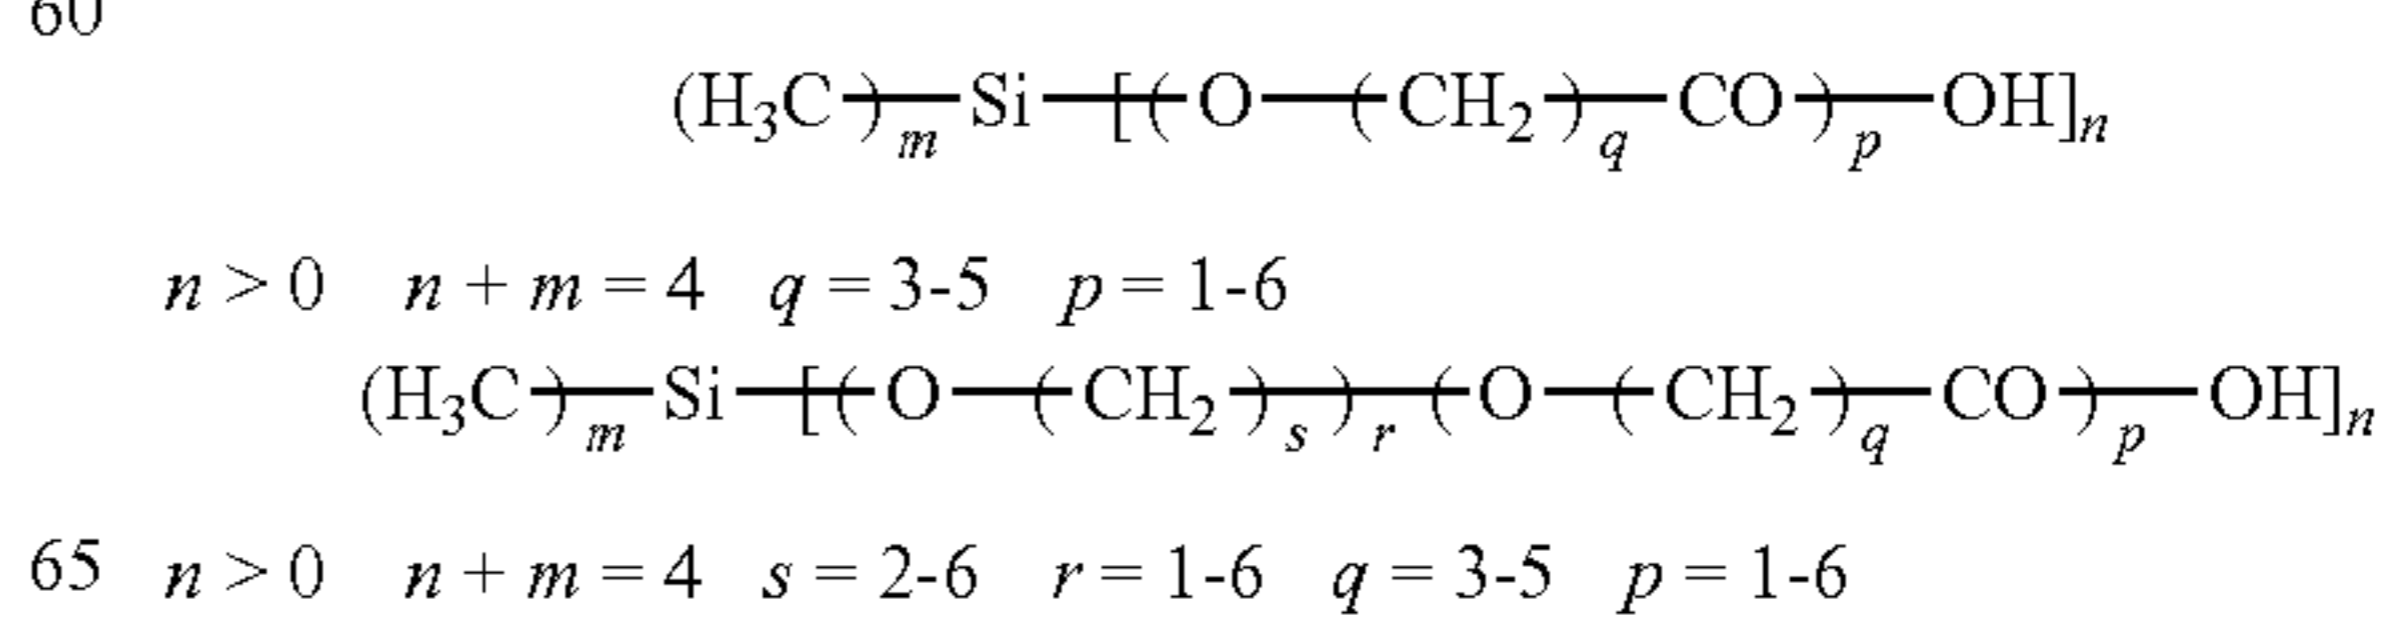 60
(H₃C)ₘ—Si—[(O—(CH₂)q—CO)ₚ—OH]ₙ
n > 0 n + m = 4 q = 3-5 p = 1-6
(H₃C)ₘ—Si—[(O—(CH₂)ₛ)ᵣ—(O—(CH₂)q—CO)ₚ—OH]ₙ
65 n > 0 n + m = 4 s = 2-6 r = 1-6 q = 3-5 p = 1-6